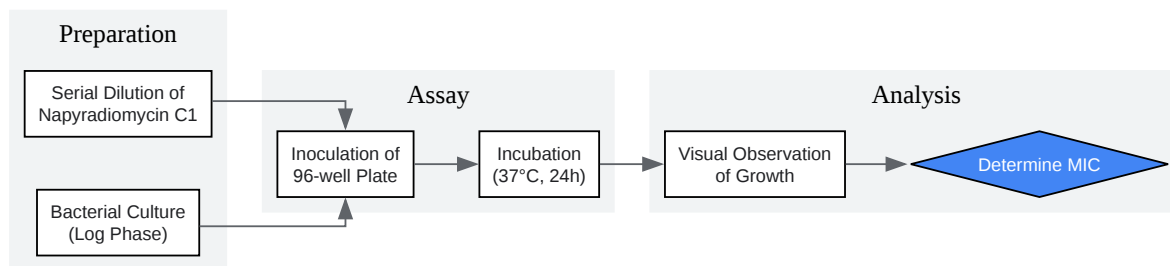 Preparation
Serial Dilution of
Napyradiomycin C1
Bacterial Culture
(Log Phase)
Assay
Inoculation of
96-well Plate
Incubation
(37°C, 24h)
Analysis
Visual Observation
of Growth
Determine MIC